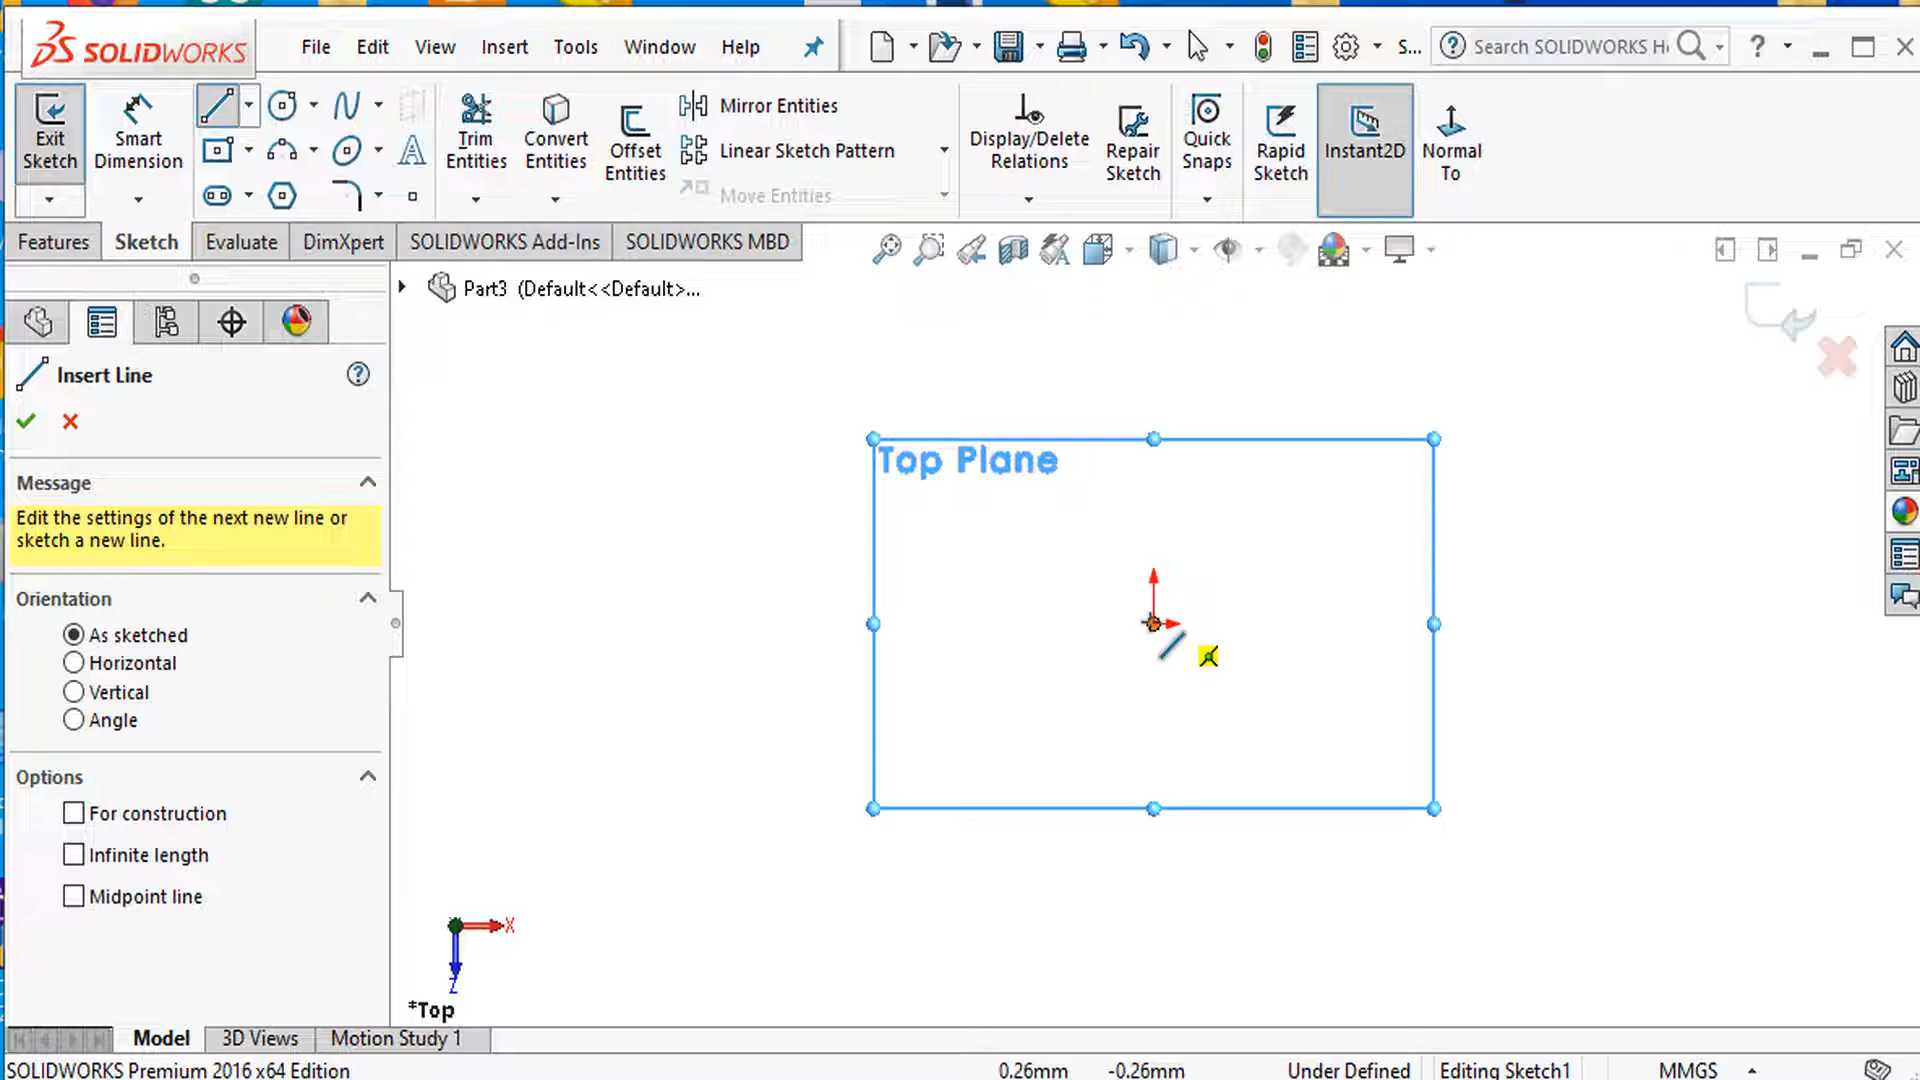 SOLIDWORKS File Edit View Insert Tools Window Help S... Search SOLIDWORKS H
Exit Sketch
Smart Dimension
Trim Entities
Convert Entities
Offset Entities
Mirror Entities
Linear Sketch Pattern
Move Entities
Display/Delete Relations
Repair Sketch
Quick Snaps
Rapid Sketch
Instant2D
Normal To
Features Sketch Evaluate DimXpert SOLIDWORKS Add-Ins SOLIDWORKS MBD
Part3 (Default<<Default>...
Insert Line
Message
Edit the settings of the next new line or
sketch a new line.
Orientation
As sketched
Horizontal
Vertical
Angle
Options
For construction
Infinite length
Midpoint line
Top Plane
X
Z
*Top
Model 3D Views Motion Study 1
SOLIDWORKS Premium 2016 x64 Edition 0.26mm -0.26mm Under Defined Editing Sketch1 MMGS